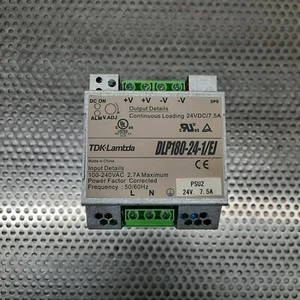 DC ON
+V +V -V -V
DPS
ALM V.ADJ
Output Details
Continuous Loading 24VDC/7.5A
TDK-Lambda
DLP180-24-1/EJ
Made in China
Input Details
100-240VAC 2.7A Maximum
Power Factor Corrected
Frequency : 50/60Hz
L N
PSU2
24V 7.5A